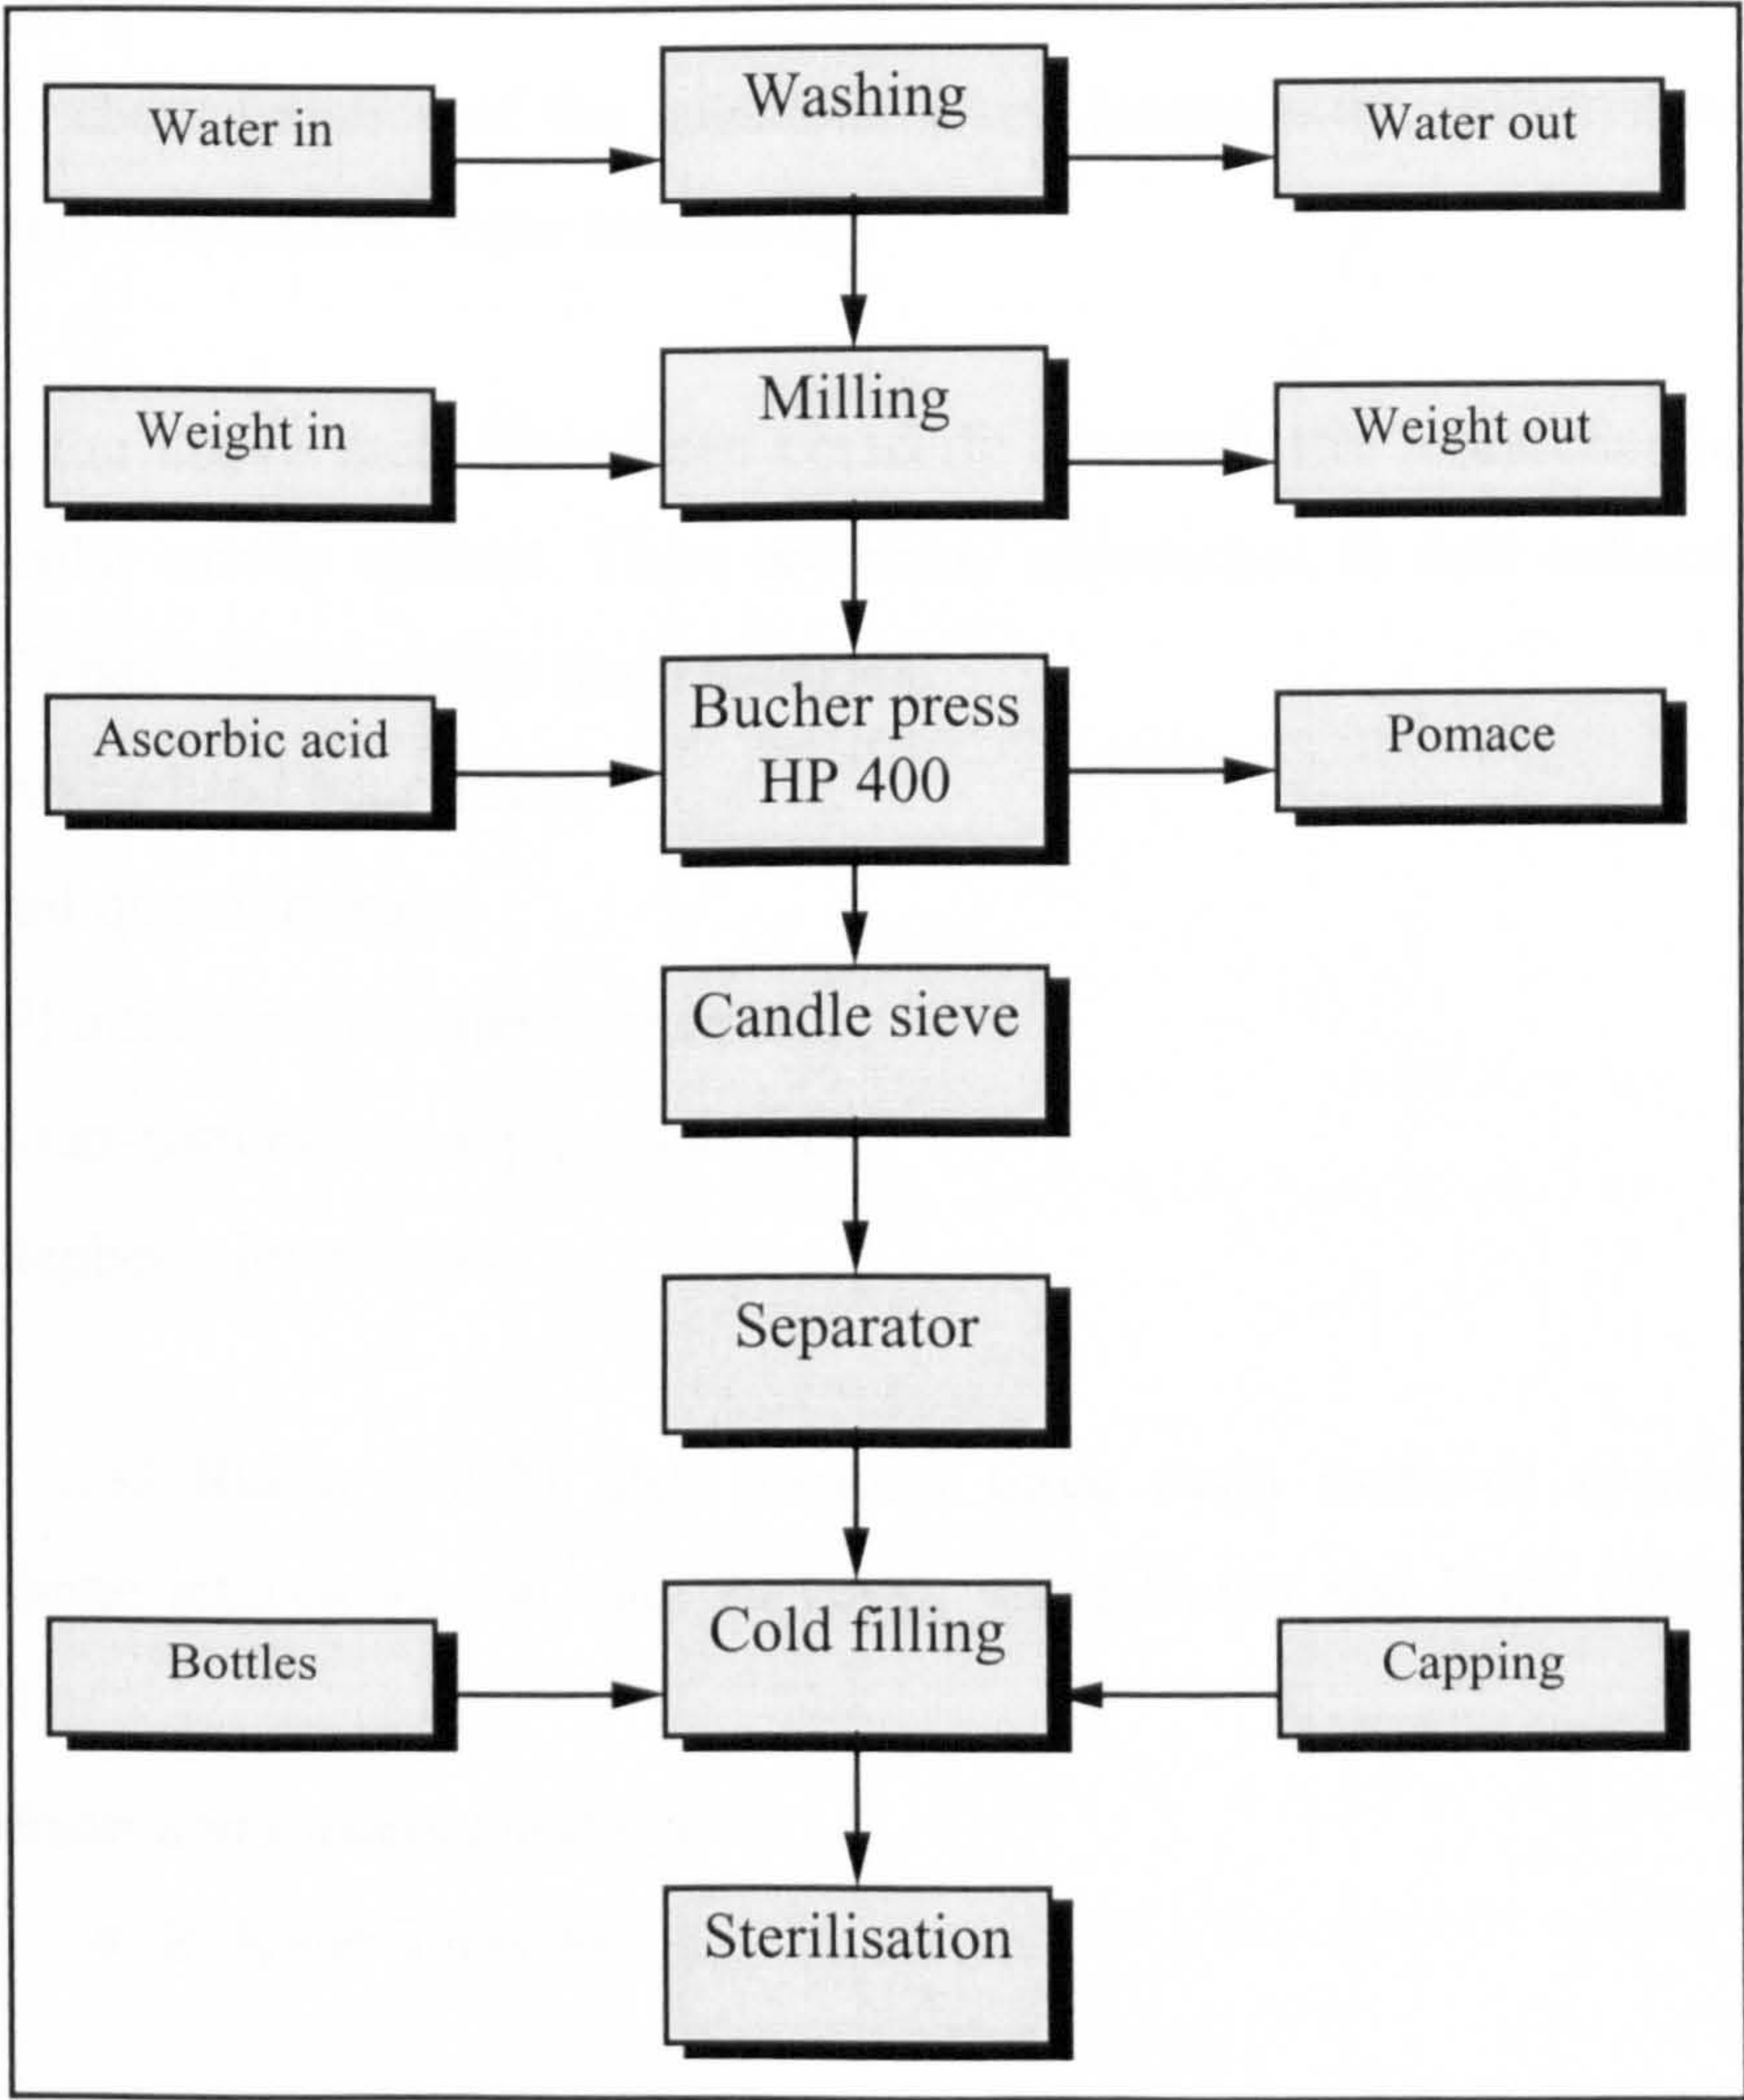 Water in
Washing
Water out
Weight in
Milling
Weight out
Ascorbic acid
Bucher press
HP 400
Pomace
Candle sieve
Separator
Bottles
Cold filling
Capping
Sterilisation